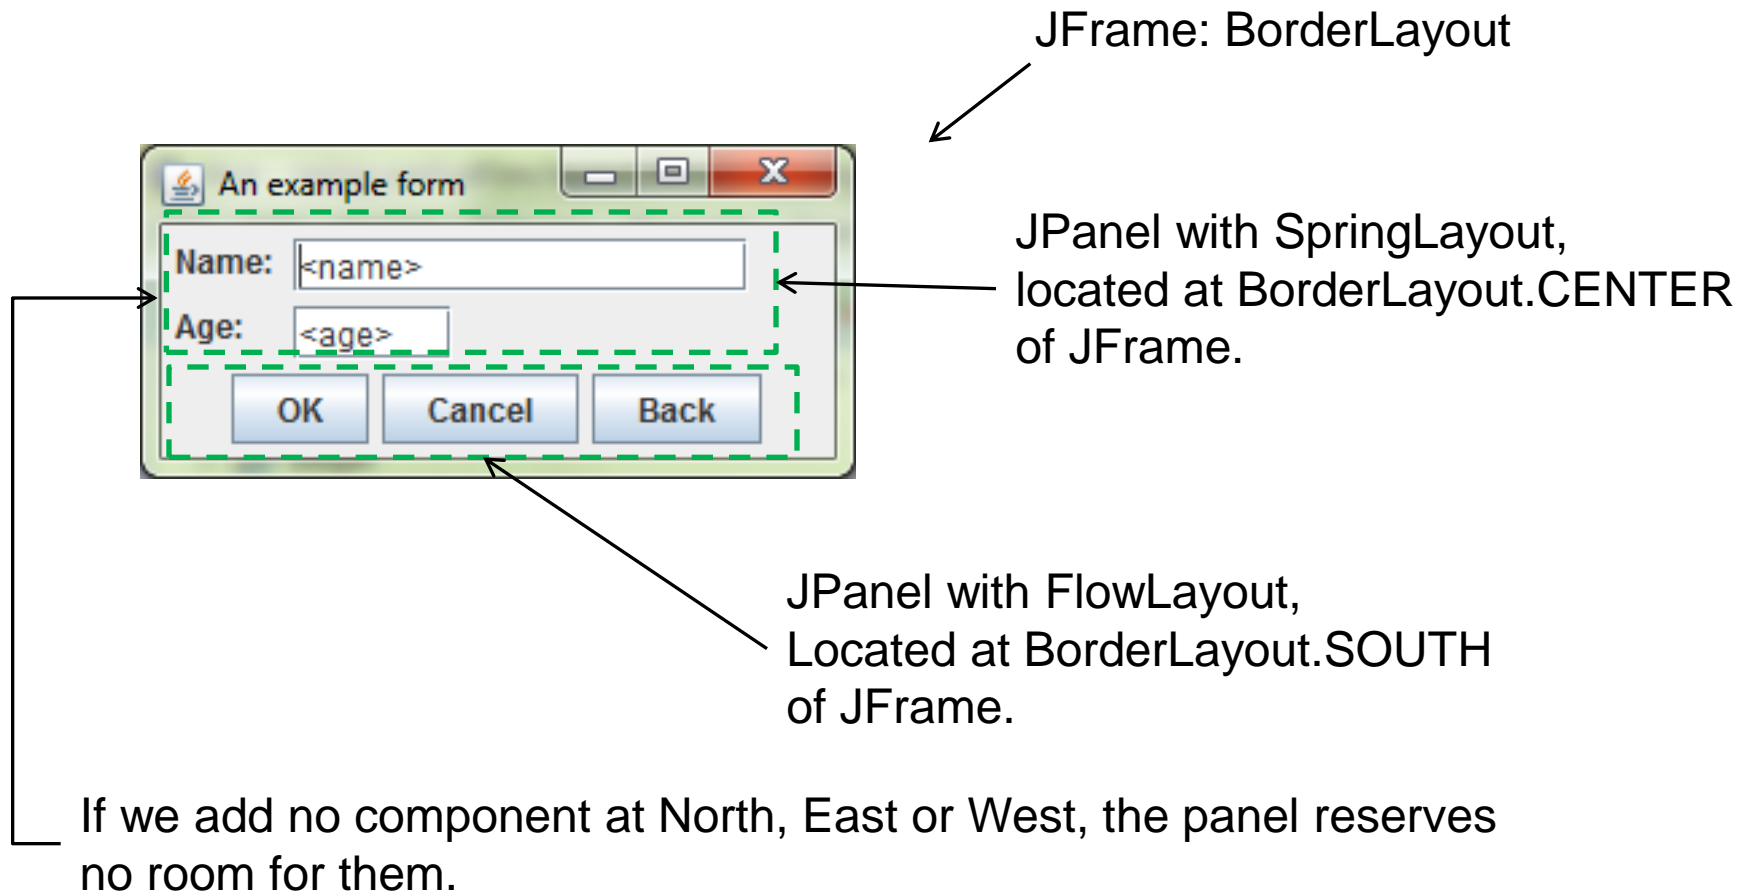 JFrame: BorderLayout
An example form
Name: <name>
Age: <age>
OK Cancel Back
JPanel with SpringLayout,
located at BorderLayout.CENTER
of JFrame.
JPanel with FlowLayout,
Located at BorderLayout.SOUTH
of JFrame.
If we add no component at North, East or West, the panel reserves
no room for them.